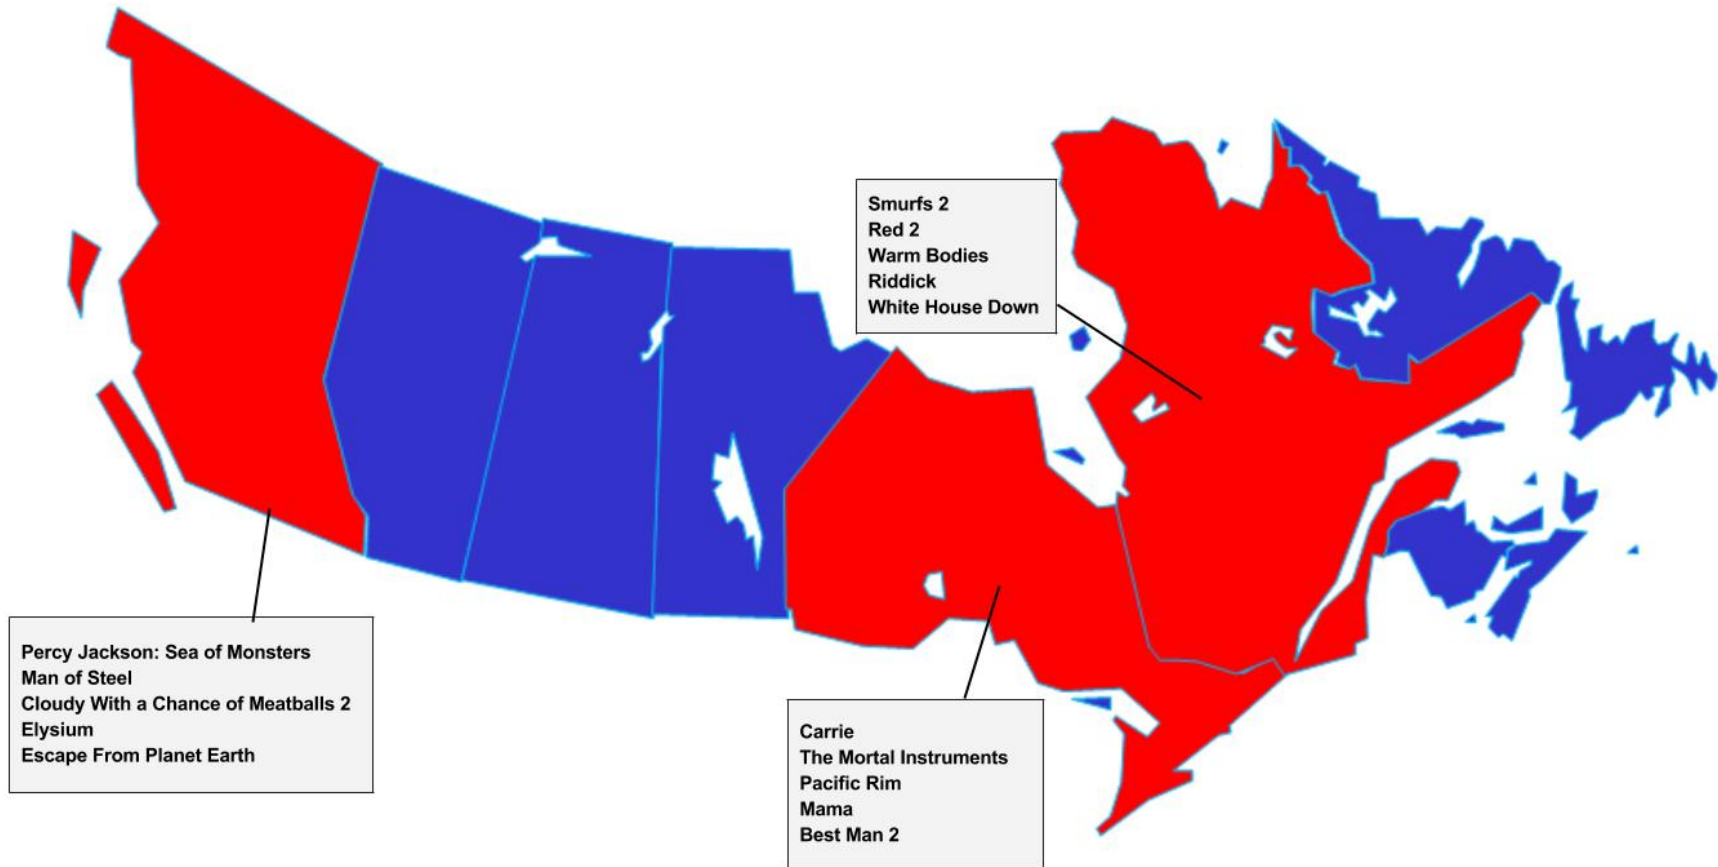 Smurfs 2
Red 2
Warm Bodies
Riddick
White House Down
Percy Jackson: Sea of Monsters
Man of Steel
Cloudy With a Chance of Meatballs 2
Elysium
Escape From Planet Earth
Carrie
The Mortal Instruments
Pacific Rim
Mama
Best Man 2